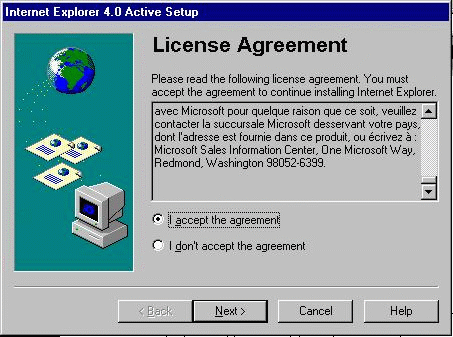 Internet Explorer 4.0 Active Setup
License Agreement
Please read the following license agreement. You must
accept the agreement to continue installing Internet Explorer.
avec Microsoft pour quelque raison que ce soit, veuillez
contacter la succursale Microsoft desservant votre pays,
dont l'adresse est fournie dans ce produit, ou écrivez à :
Microsoft Sales Information Center, One Microsoft Way,
Redmond, Washington 98052-6399.
I accept the agreement
I don't accept the agreement
< Back Next > Cancel Help